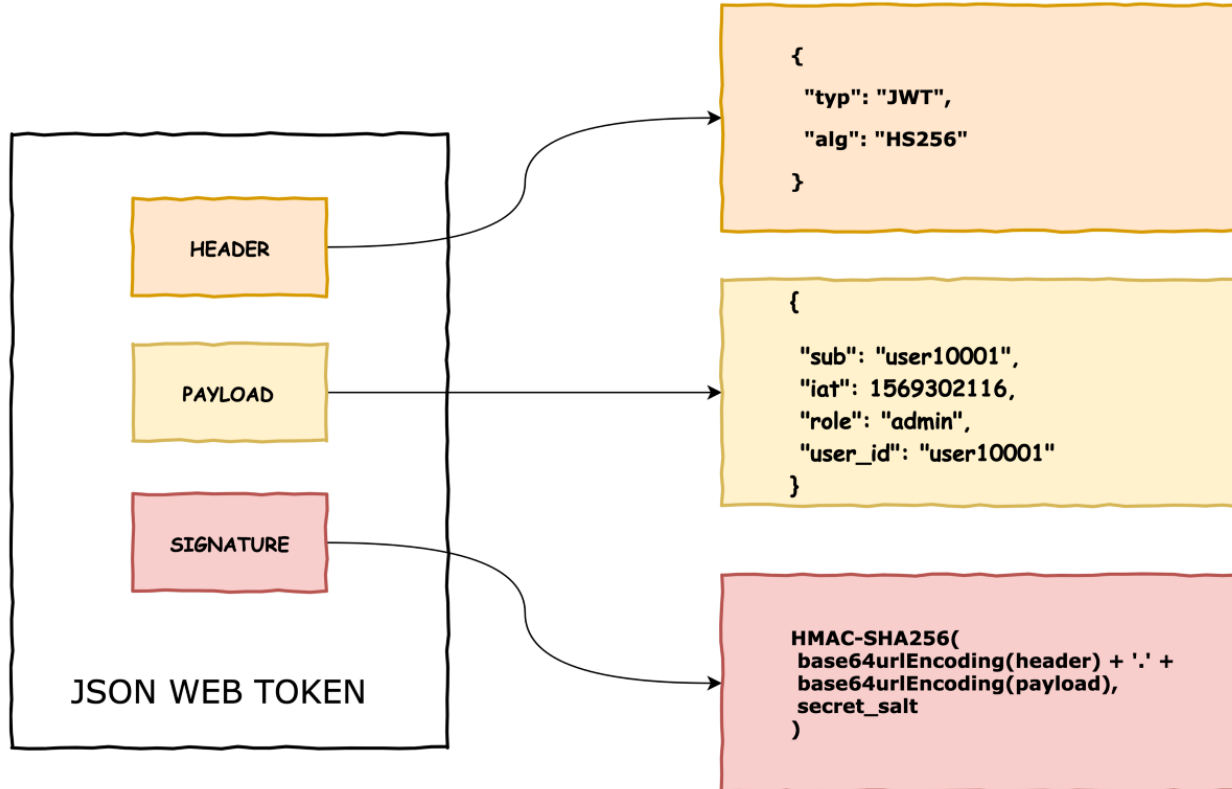 HEADER
PAYLOAD
SIGNATURE
JSON WEB TOKEN
{
"typ": "JWT",
"alg": "HS256"
}
{
"sub": "user10001",
"iat": 1569302116,
"role": "admin",
"user_id": "user10001"
}
HMAC-SHA256(
base64urlEncoding(header) + '.' +
base64urlEncoding(payload),
secret_salt
)